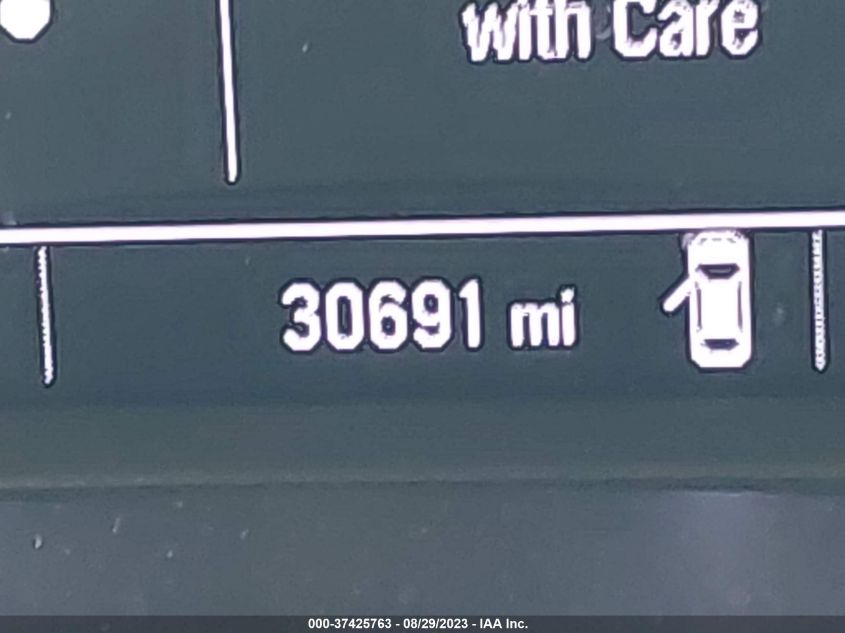 with Care
30691 mi
000-37425763 - 08/29/2023 - IAA Inc.